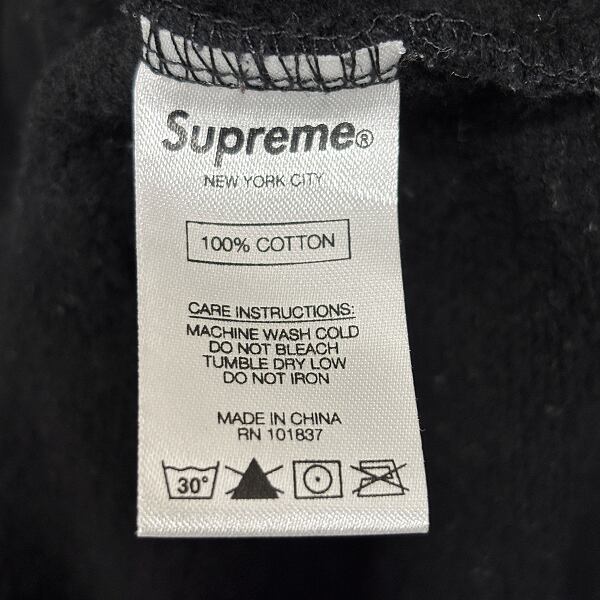 Supreme®
NEW YORK CITY
100% COTTON
CARE INSTRUCTIONS:
MACHINE WASH COLD
DO NOT BLEACH
TUMBLE DRY LOW
DO NOT IRON
MADE IN CHINA
RN 101837
30°